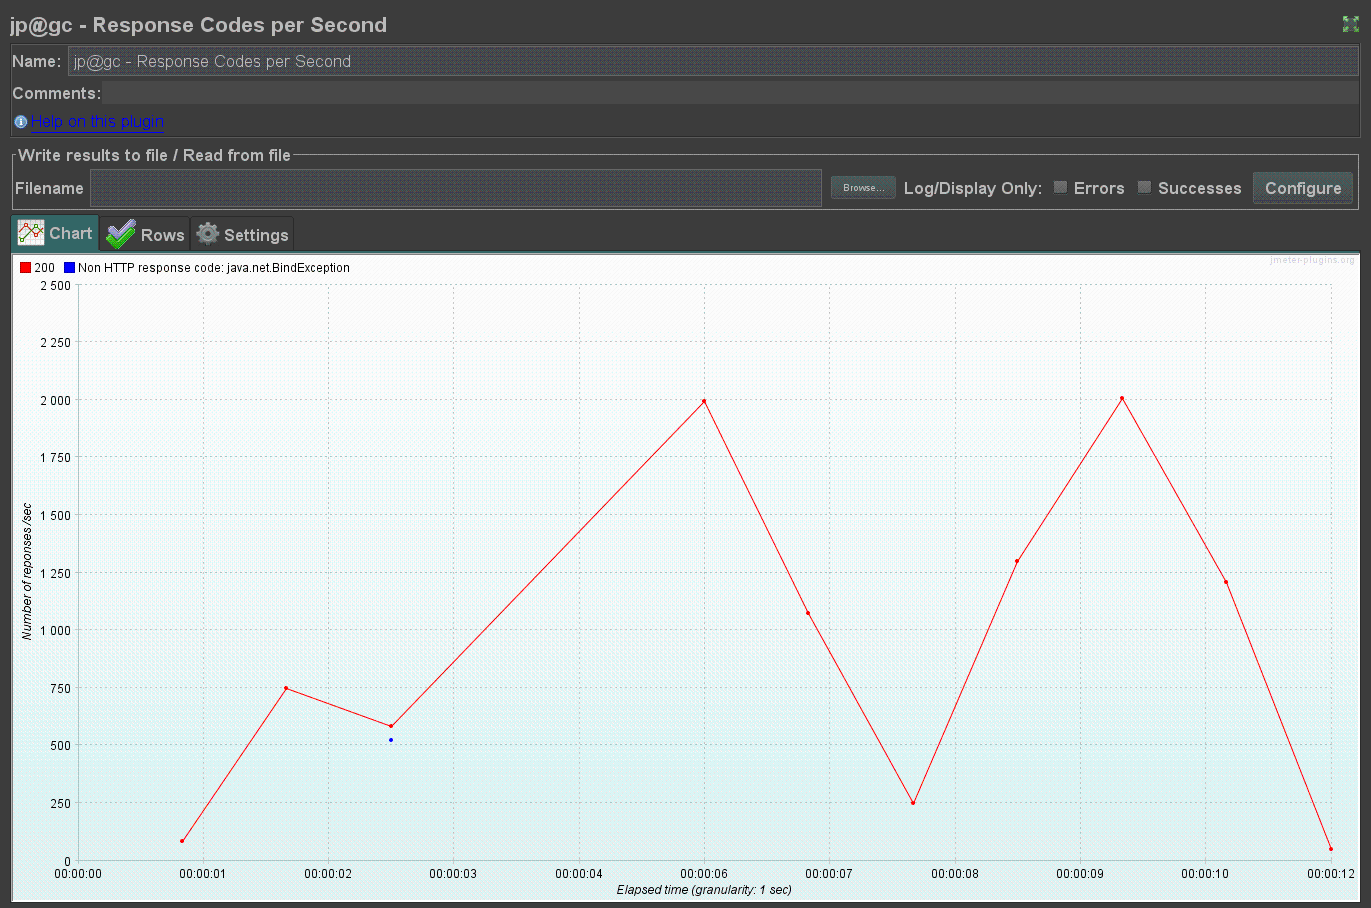 jp@gc - Response Codes per Second
Name: jp@gc - Response Codes per Second
Comments:
Help on this plugin
Write results to file / Read from file
Filename Browse... Log/Display Only: Errors Successes Configure
Chart Rows Settings
200 Non HTTP response code: java.net.BindException
jmeter-plugins.org
2 500
2 250
2 000
1 750
1 500
1 250
1 000
750
500
250
0
Number of reponses /sec
00:00:00 00:00:01 00:00:02 00:00:03 00:00:04 00:00:06 00:00:07 00:00:08 00:00:09 00:00:10 00:00:12
Elapsed time (granularity: 1 sec)